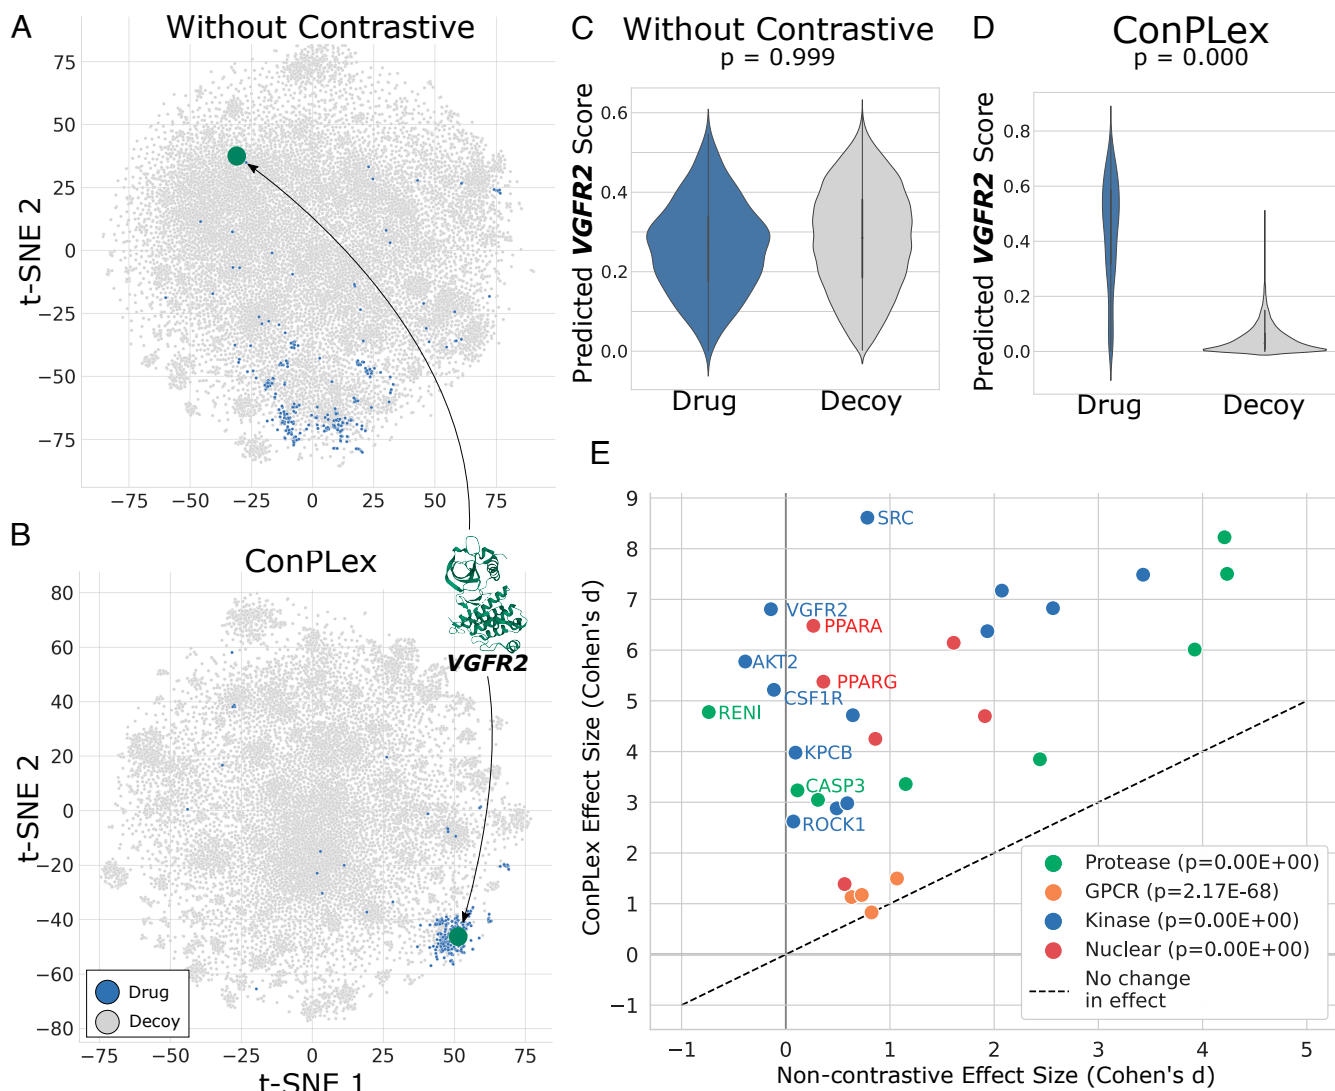 A
Without Contrastive
t-SNE 2
75
50
25
0
−25
−50
−75
−75
−50
−25
0
25
50
75
B
ConPLex
t-SNE 2
80
60
40
20
0
−20
−40
−60
−80
−75
−50
−25
0
25
50
75
t-SNE 1
Drug
Decoy
VGFR2
C
Without Contrastive
p = 0.999
Predicted VGFR2 Score
0.6
0.4
0.2
0.0
Drug
Decoy
D
ConPLex
p = 0.000
Predicted VGFR2 Score
0.8
0.6
0.4
0.2
0.0
Drug
Decoy
E
ConPLex Effect Size (Cohen's d)
9
8
7
6
5
4
3
2
1
0
−1
SRC
VGFR2
PPARA
AKT2
PPARG
CSF1R
RENI
KPCB
CASP3
ROCK1
Protease (p=0.00E+00)
GPCR (p=2.17E-68)
Kinase (p=0.00E+00)
Nuclear (p=0.00E+00)
No change
in effect
−1
0
1
2
3
4
5
Non-contrastive Effect Size (Cohen's d)